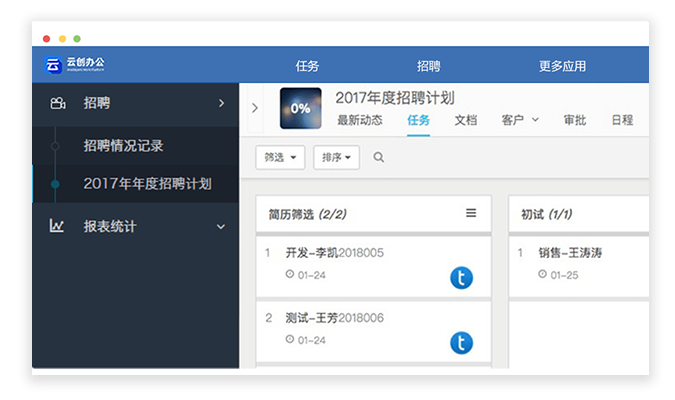 云创办公
任务 招聘 更多应用
招聘
招聘情况记录
2017年年度招聘计划
报表统计
0%
2017年度招聘计划
最新动态 任务 文档 客户 审批 日程
筛选 排序
简历筛选 (2/2)
1 开发-李凯2018005
01-24
2 测试-王芳2018006
01-24
初试 (1/1)
1 销售-王涛涛
01-25